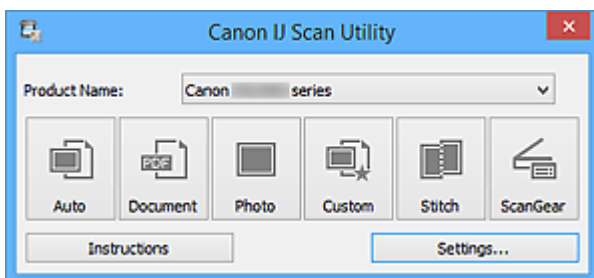 Canon IJ Scan Utility
Product Name: Canon series
PDF
Auto Document Photo Custom Stitch ScanGear
Instructions Settings...